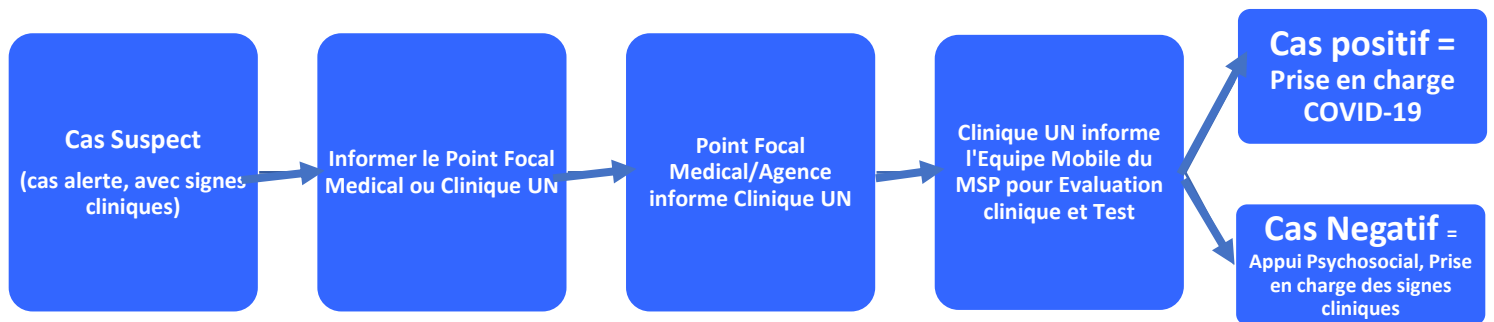 Cas Suspect
(cas alerte, avec signes
cliniques)
Informer le Point Focal
Medical ou Clinique UN
Point Focal
Medical/Agence
informe Clinique UN
Clinique UN informe
l'Equipe Mobile du
MSP pour Evaluation
clinique et Test
Cas positif =
Prise en charge
COVID-19
Cas Negatif =
Appui Psychosocial, Prise
en charge des signes
cliniques